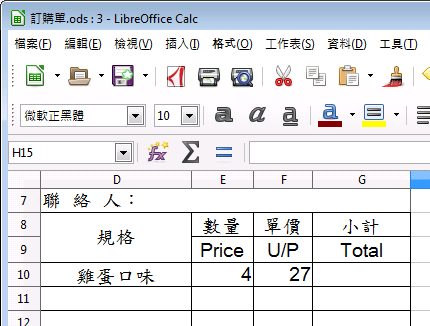 訂購單.ods : 3 - LibreOffice Calc
檔案(F) 編輯(E) 檢視(V) 插入(I) 格式(O) 工作表(S) 資料(D) 工具(T)
微軟正黑體 10 a a a a
H15 fx Σ =
D E F G
7 聯 絡 人：
8 規格 數量 單價 小計
9 Price U/P Total
10 雞蛋口味 4 27
11
12